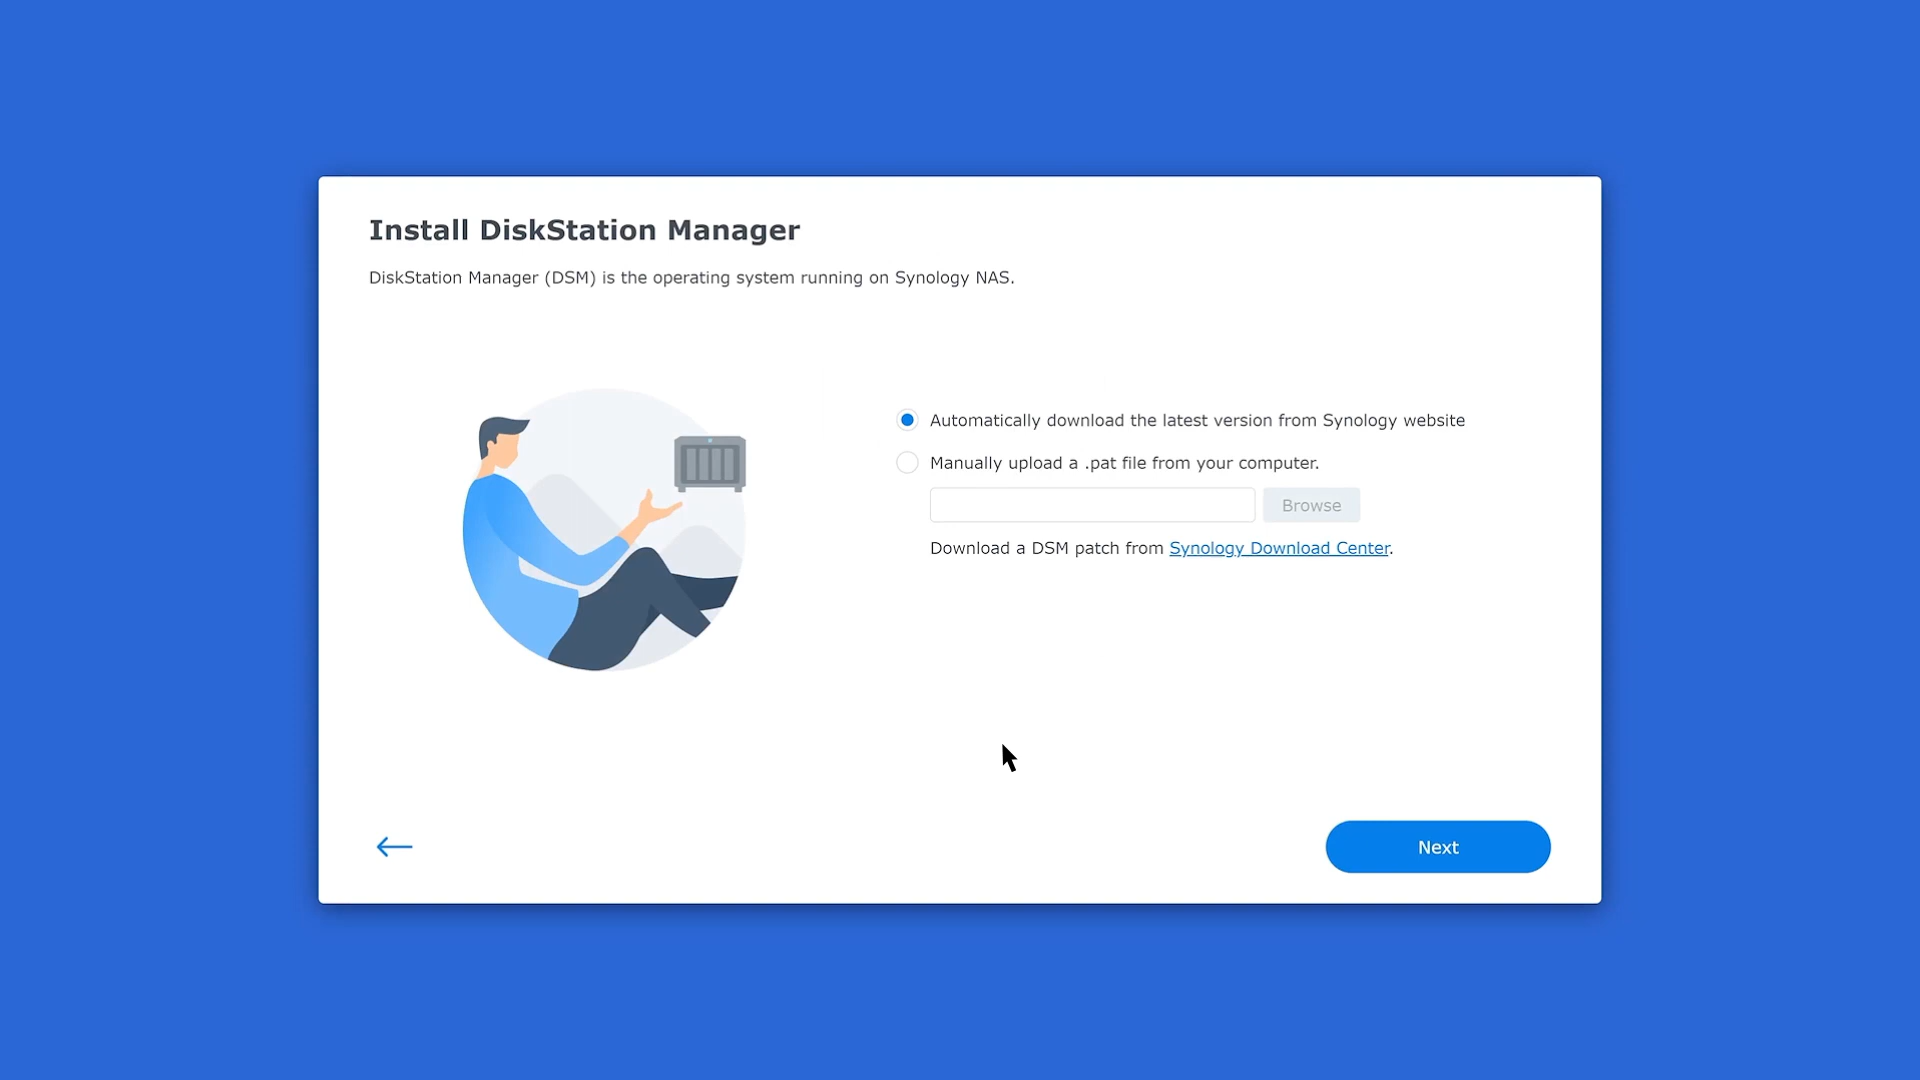 Install DiskStation Manager
DiskStation Manager (DSM) is the operating system running on Synology NAS.
Automatically download the latest version from Synology website
Manually upload a .pat file from your computer.
Browse
Download a DSM patch from Synology Download Center.
Next